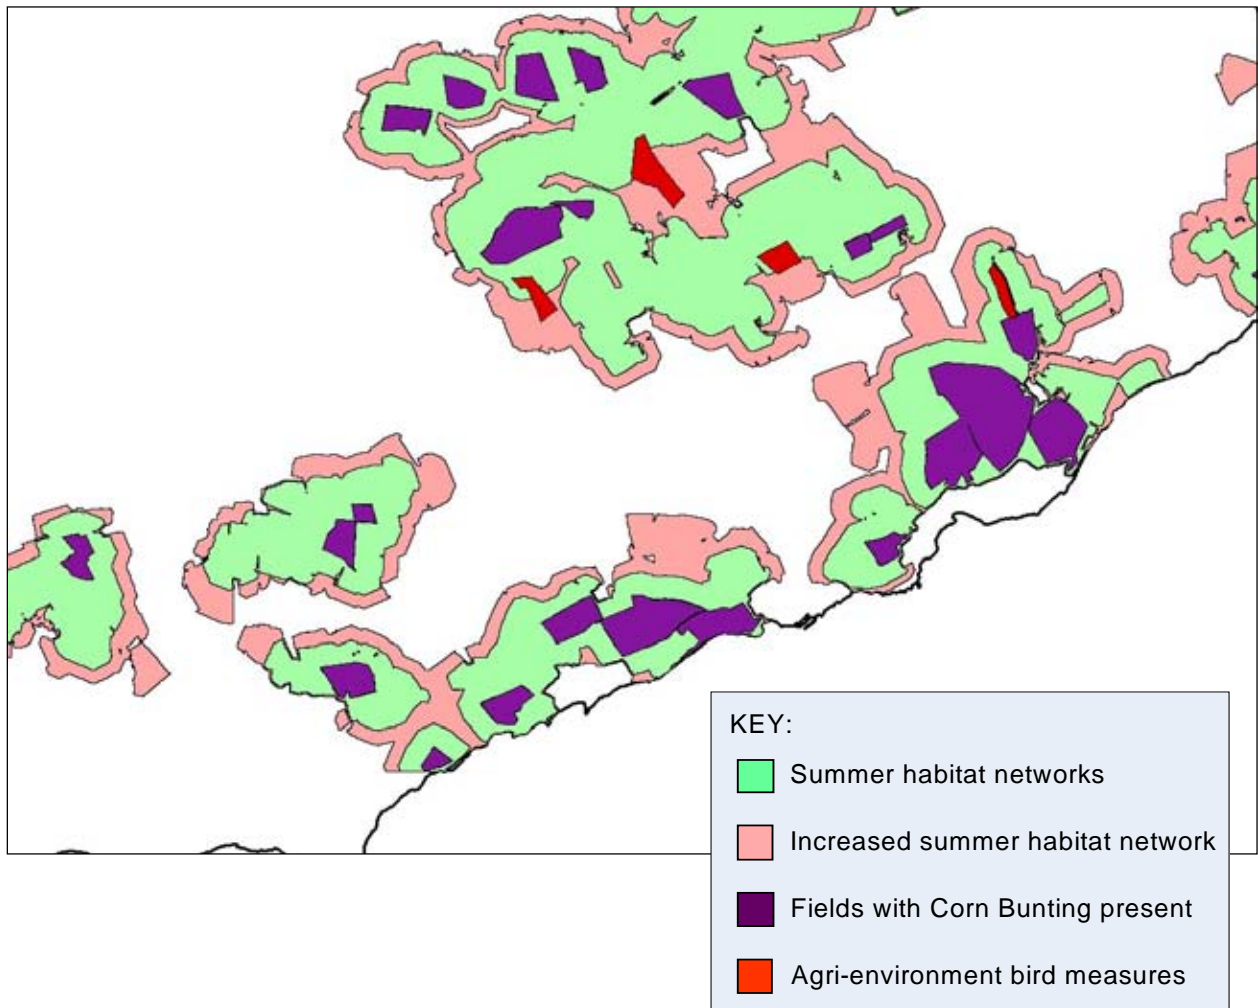 KEY:
Summer habitat networks
Increased summer habitat network
Fields with Corn Bunting present
Agri-environment bird measures